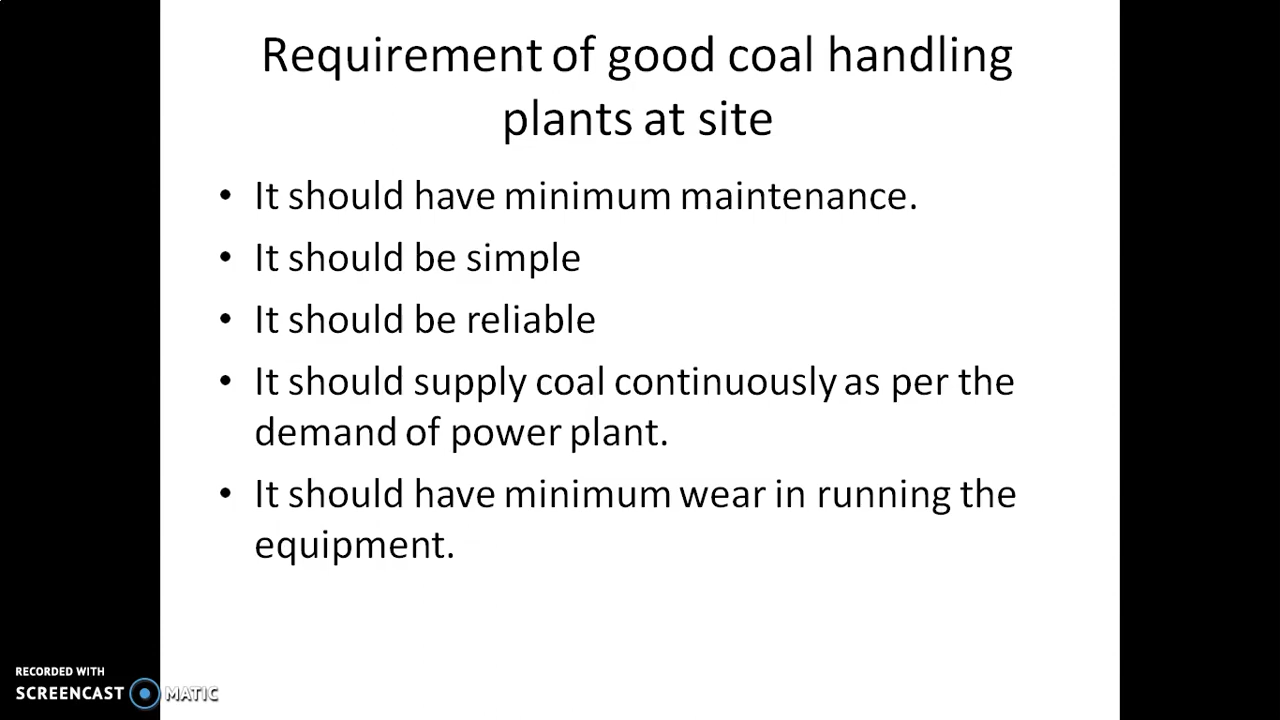 Requirement of good coal handling
plants at site
• It should have minimum maintenance.
• It should be simple
• It should be reliable
• It should supply coal continuously as per the
demand of power plant.
• It should have minimum wear in running the
equipment.
RECORDED WITH
SCREENCAST MATIC